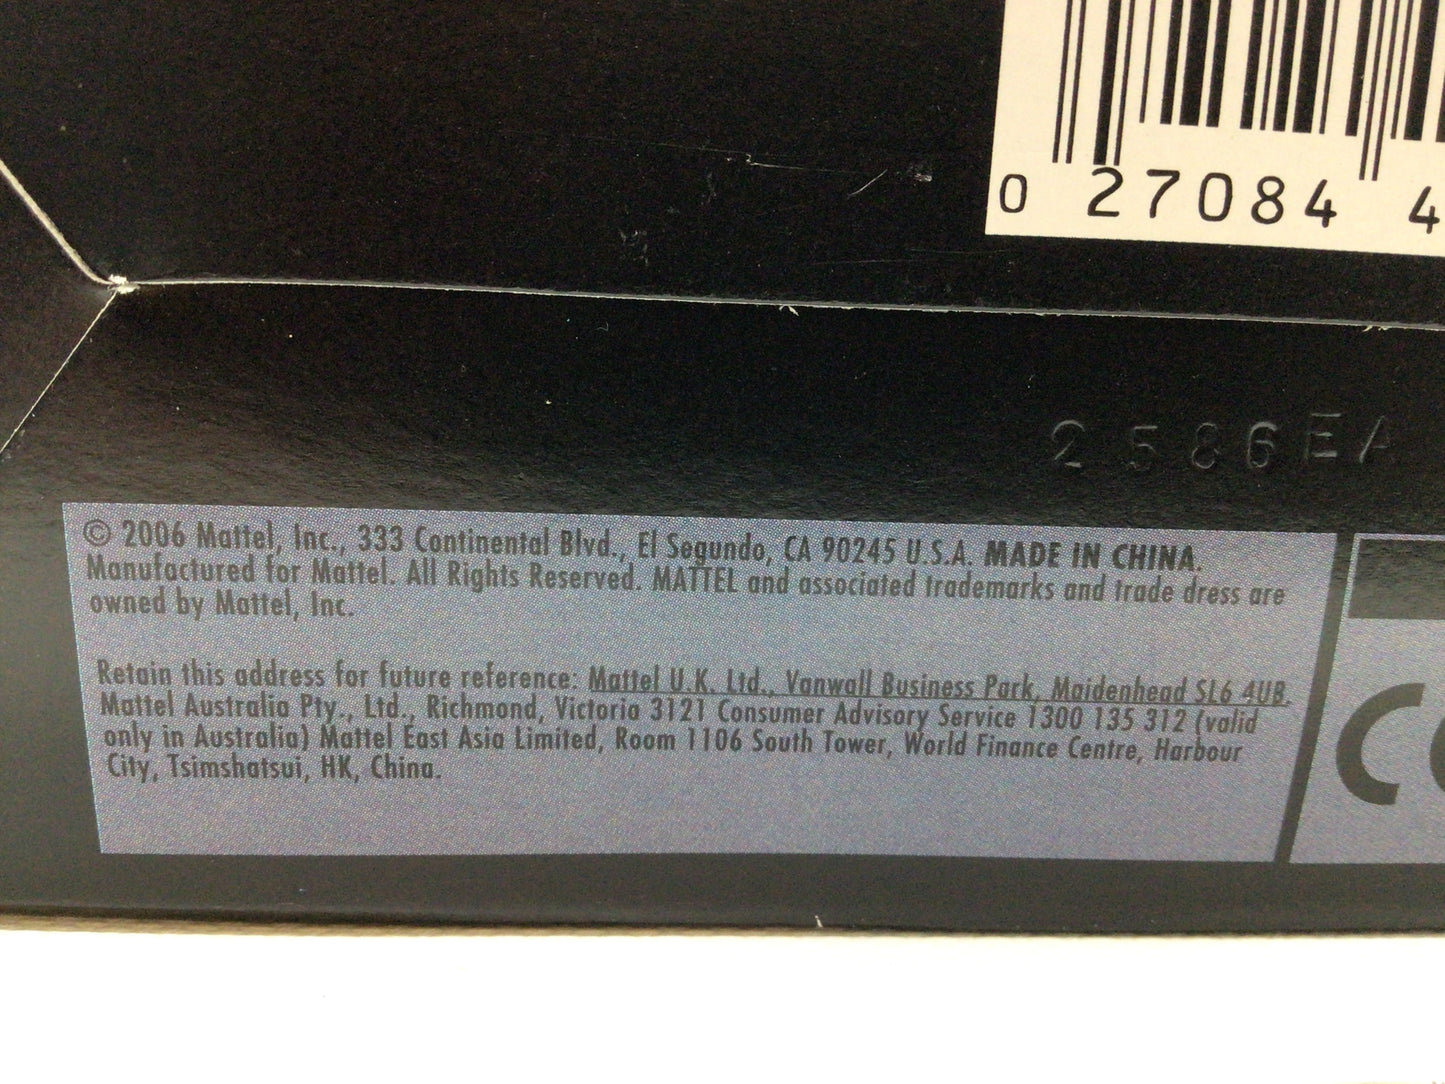 0 27084 4
2586EA
© 2006 Mattel, Inc., 333 Continental Blvd., El Segundo, CA 90245 U.S.A. MADE IN CHINA.
Manufactured for Mattel. All Rights Reserved. MATTEL and associated trademarks and trade dress are
owned by Mattel, Inc.
Retain this address for future reference: Mattel U.K. Ltd., Vanwall Business Park, Maidenhead SL6 4UB.
Mattel Australia Pty., Ltd., Richmond, Victoria 3121 Consumer Advisory Service 1300 135 312 (valid
only in Australia) Mattel East Asia Limited, Room 1106 South Tower, World Finance Centre, Harbour
City, Tsimshatsui, HK, China.